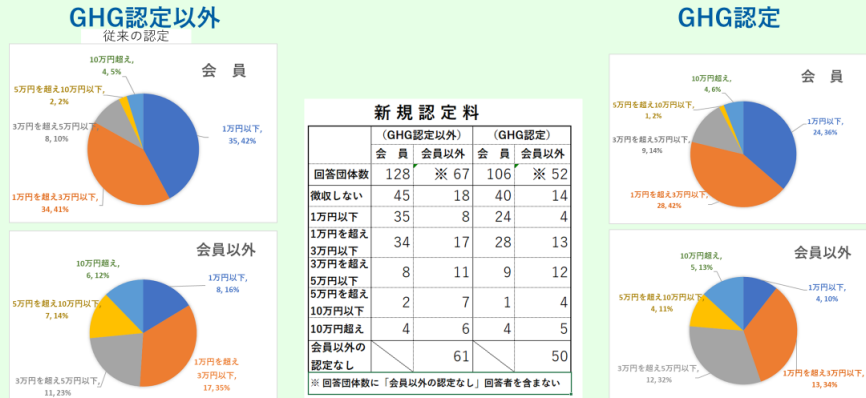 GHG認定以外
従来の認定
会 員
10万円超え,
4, 5%
5万円を超え10万円以下,
2, 2%
3万円を超え5万円以下,
8, 10%
1万円以下,
35, 42%
1万円を超え3万円以下,
34, 41%
会員以外
10万円超え,
6, 12%
1万円以下,
8, 16%
5万円を超え10万円以下,
7, 14%
1万円を超え
3万円以下,
17, 35%
3万円を超え5万円以下,
11, 23%
新規認定料
(GHG認定以外) (GHG認定)
会 員 会員以外 会 員 会員以外
回答団体数 128 ※ 67 106 ※ 52
徴収しない 45 18 40 14
1万円以下 35 8 24 4
1万円を超え
3万円以下 34 17 28 13
3万円を超え
5万円以下 8 11 9 12
5万円を超え
10万円以下 2 7 1 4
10万円超え 4 6 4 5
会員以外の
認定なし 61 50
※ 回答団体数に「会員以外の認定なし」回答者を含まない
GHG認定
会 員
10万円超え,
4, 6%
5万円を超え10万円以下,
1, 2%
3万円を超え5万円以下,
9, 14%
1万円以下,
24, 36%
1万円を超え3万円以下,
28, 42%
会員以外
10万円超え,
5, 13%
1万円以下,
4, 10%
5万円を超え10万円以下,
4, 11%
3万円を超え5万円以下,
12, 32%
1万円を超え3万円以下,
13, 34%